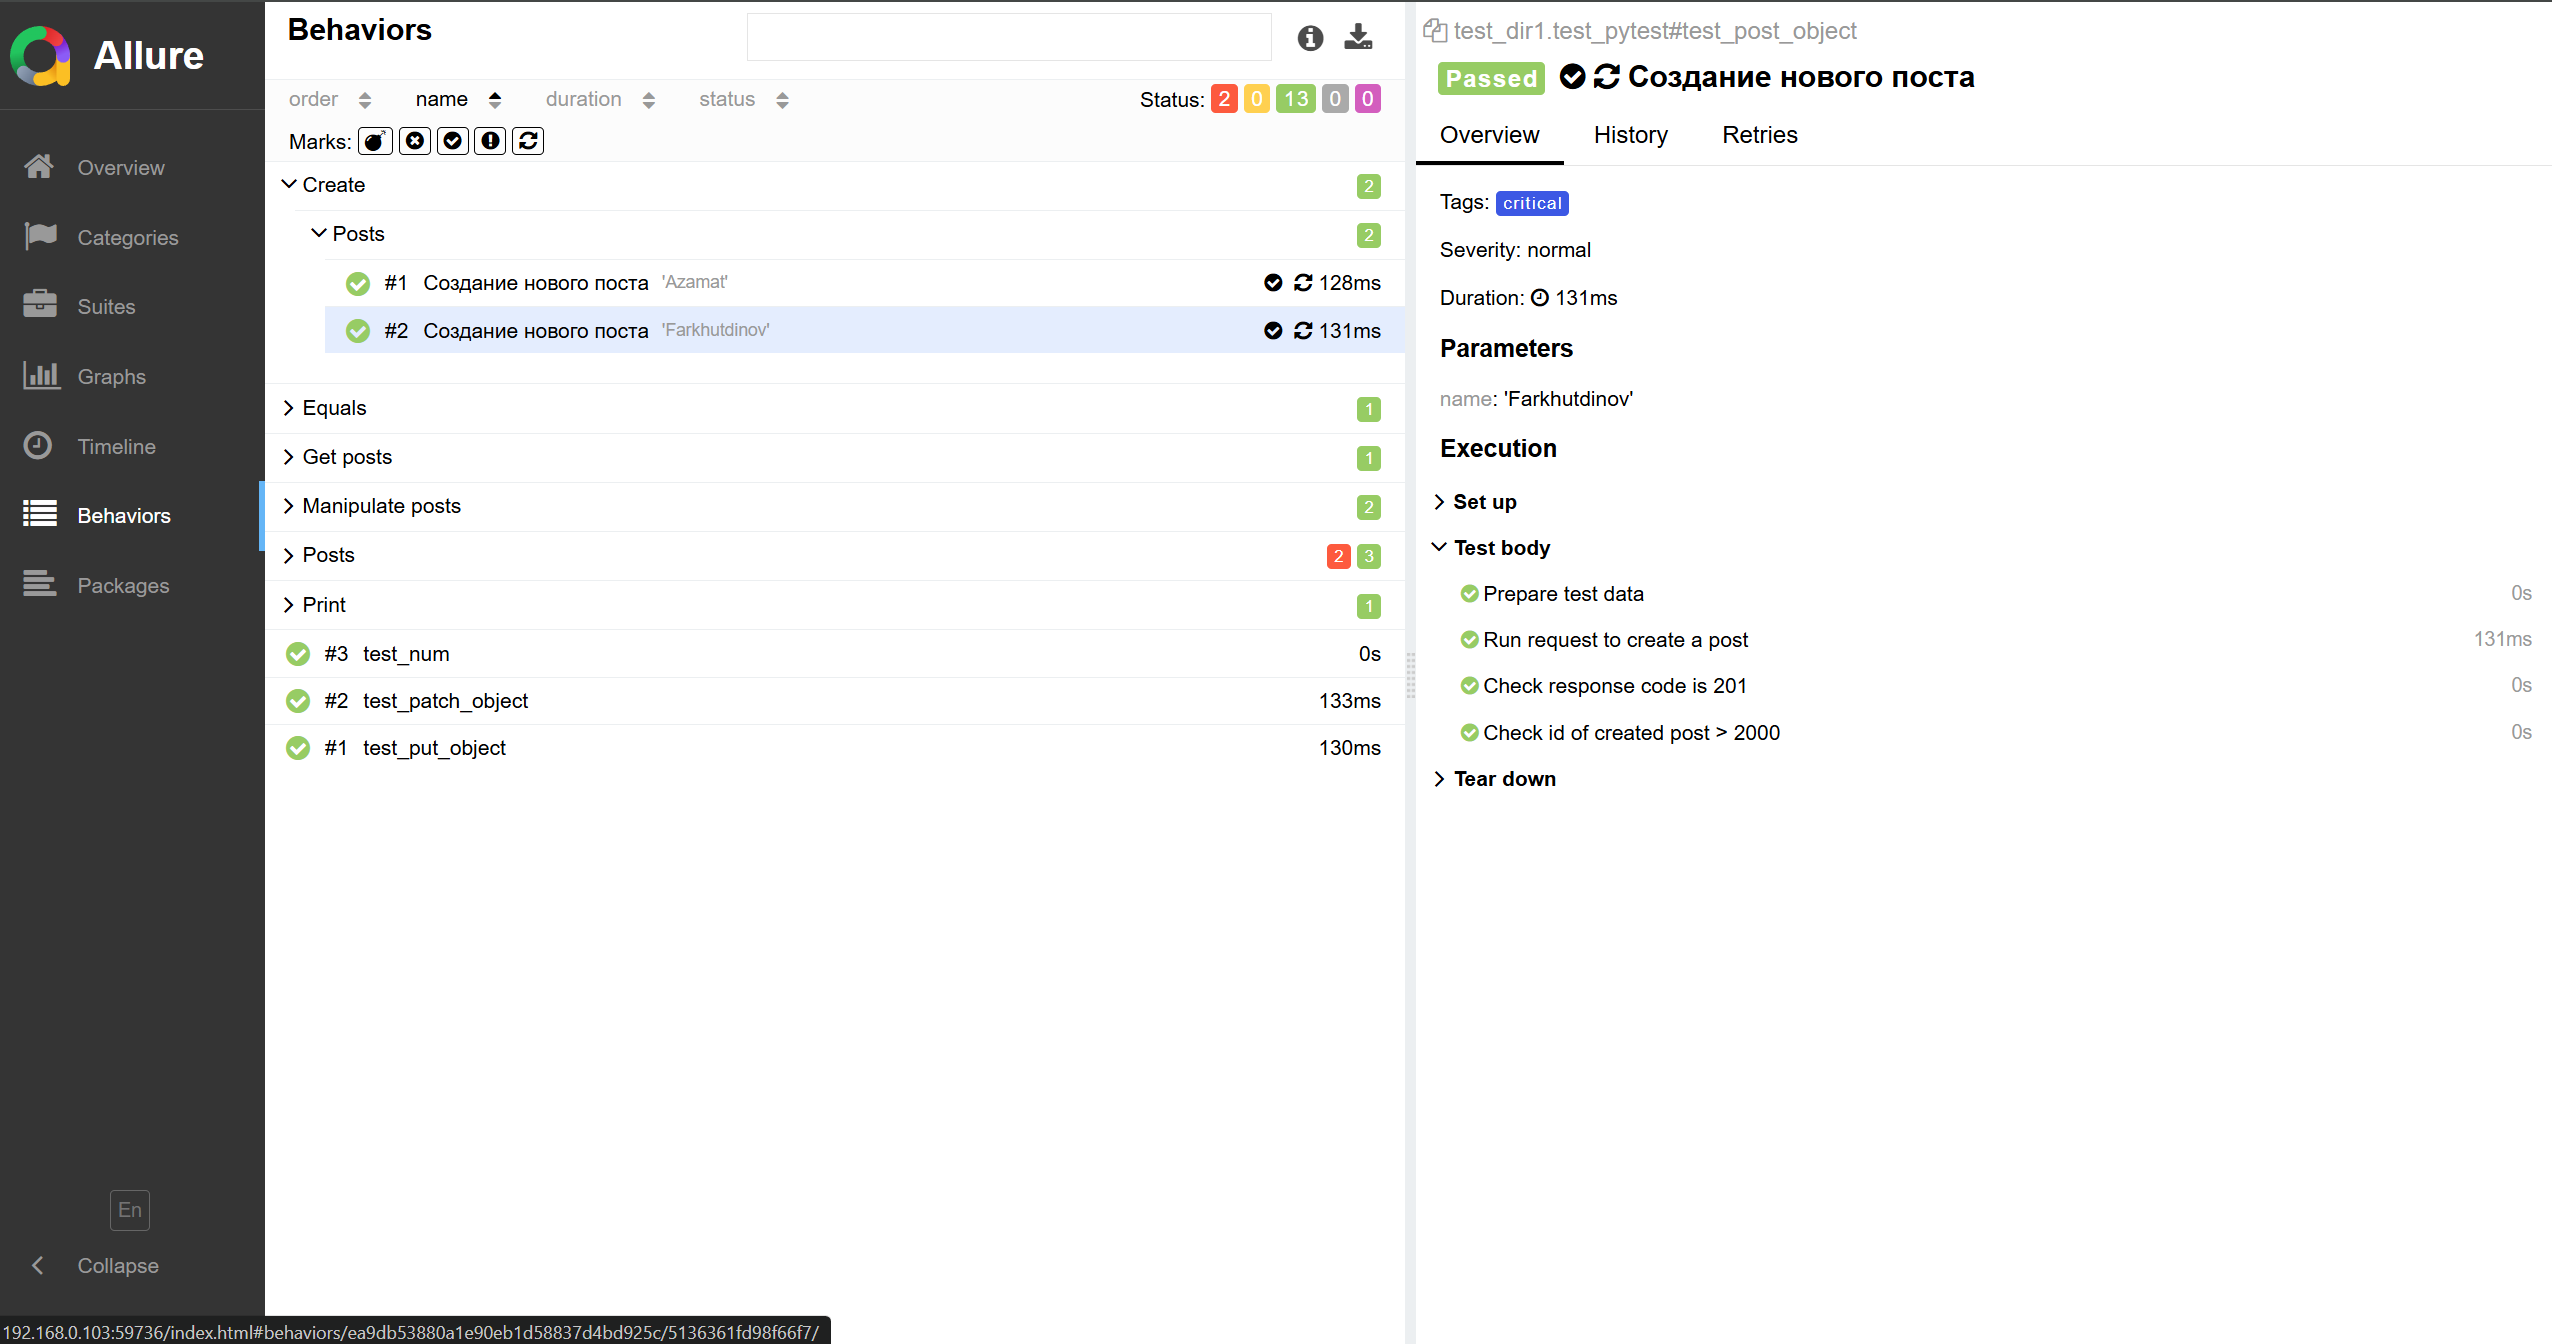 Allure
Overview
Categories
Suites
Graphs
Timeline
Behaviors
Packages
En
Collapse
Behaviors
order name duration status
Status: 2 0 13 0 0
Marks:
Create 2
Posts 2
#1 Создание нового поста 'Azamat' 128ms
#2 Создание нового поста 'Farkhutdinov' 131ms
Equals 1
Get posts 1
Manipulate posts 2
Posts 2 3
Print 1
#3 test_num 0s
#2 test_patch_object 133ms
#1 test_put_object 130ms
test_dir1.test_pytest#test_post_object
Passed Создание нового поста
Overview History Retries
Tags: critical
Severity: normal
Duration: 131ms
Parameters
name: 'Farkhutdinov'
Execution
Set up
Test body
Prepare test data 0s
Run request to create a post 131ms
Check response code is 201 0s
Check id of created post > 2000 0s
Tear down
192.168.0.103:59736/index.html#behaviors/ea9db53880a1e90eb1d58837d4bd925c/5136361fd98f66f7/